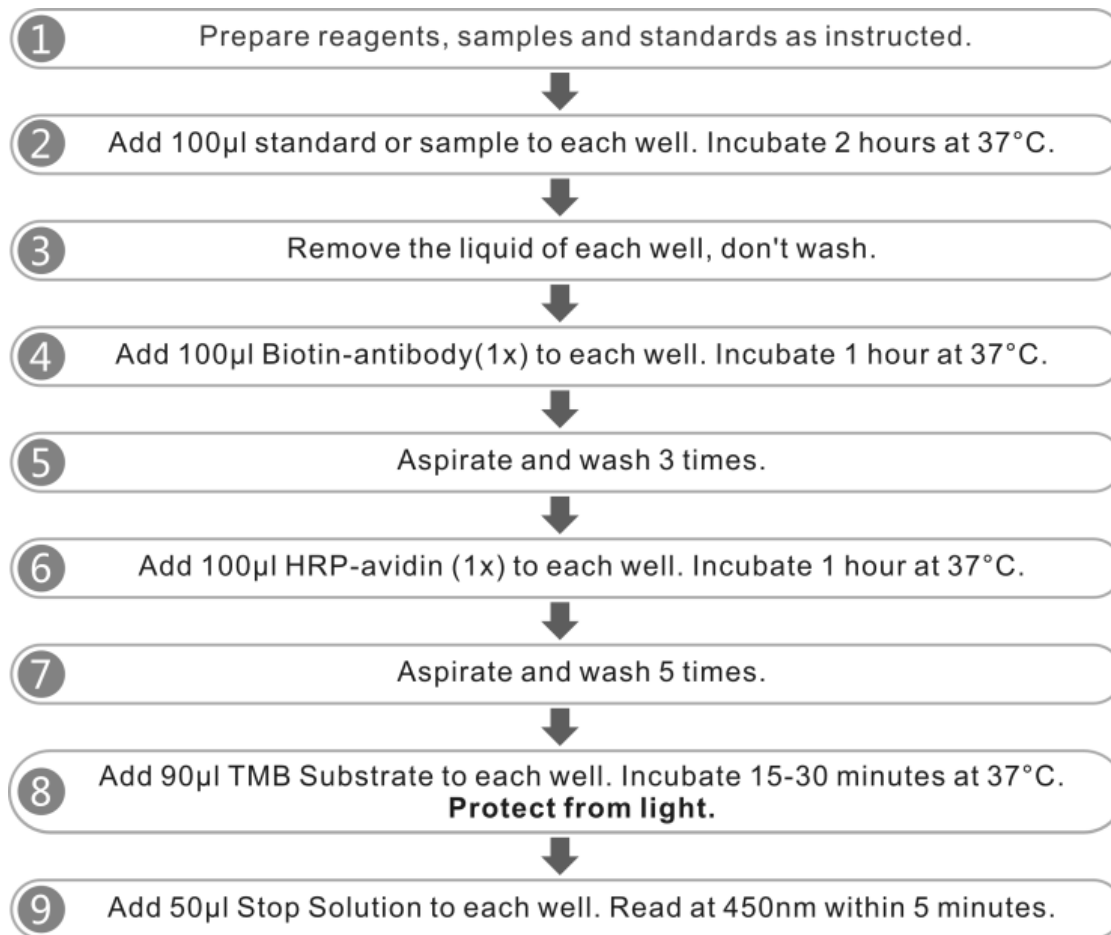 1 Prepare reagents, samples and standards as instructed.
2 Add 100µl standard or sample to each well. Incubate 2 hours at 37°C.
3 Remove the liquid of each well, don't wash.
4 Add 100µl Biotin-antibody(1x) to each well. Incubate 1 hour at 37°C.
5 Aspirate and wash 3 times.
6 Add 100µl HRP-avidin (1x) to each well. Incubate 1 hour at 37°C.
7 Aspirate and wash 5 times.
8 Add 90µl TMB Substrate to each well. Incubate 15-30 minutes at 37°C.
Protect from light.
9 Add 50µl Stop Solution to each well. Read at 450nm within 5 minutes.